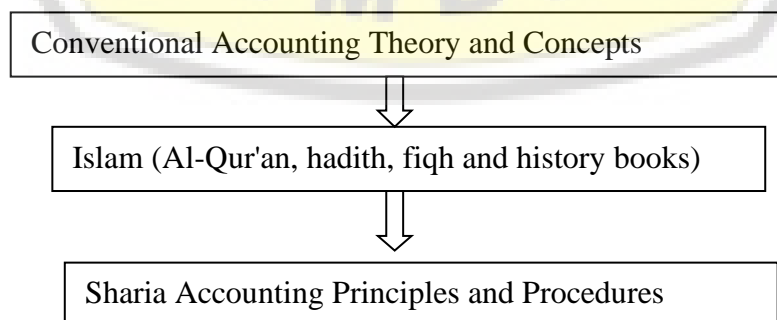 Conventional Accounting Theory and Concepts
Islam (Al-Qur'an, hadith, fiqh and history books)
Sharia Accounting Principles and Procedures